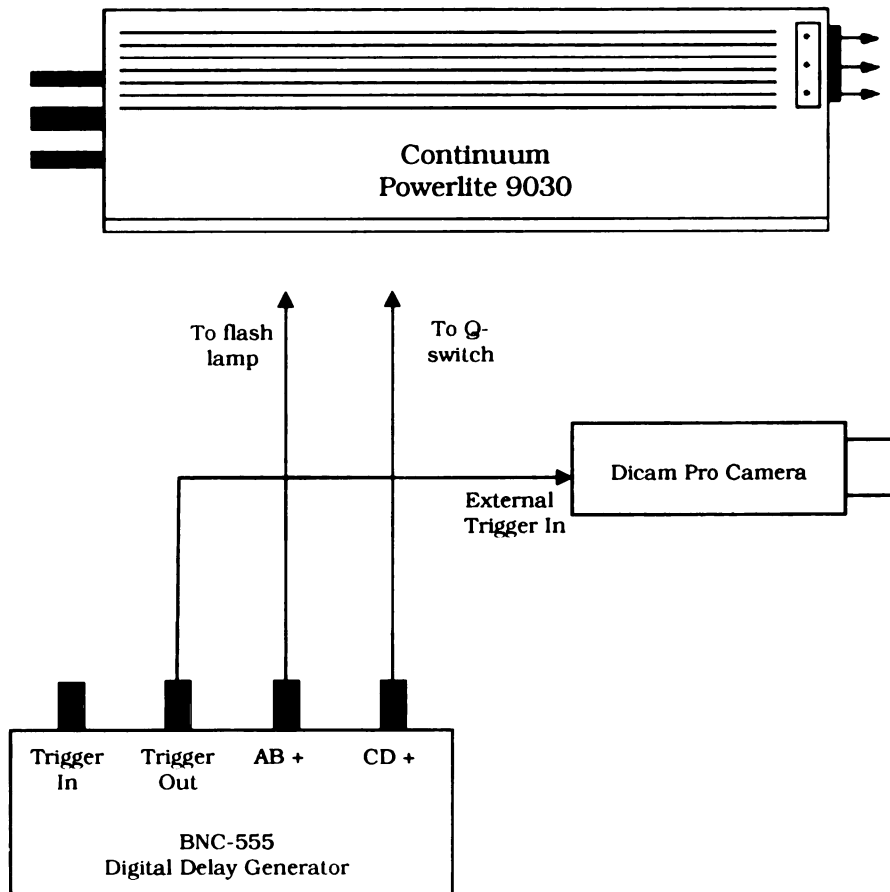 Continuum
Powerlite 9030
To flash
lamp
To Q-
switch
Dicam Pro Camera
External
Trigger In
Trigger
In
Trigger
Out
AB +
CD +
BNC-555
Digital Delay Generator